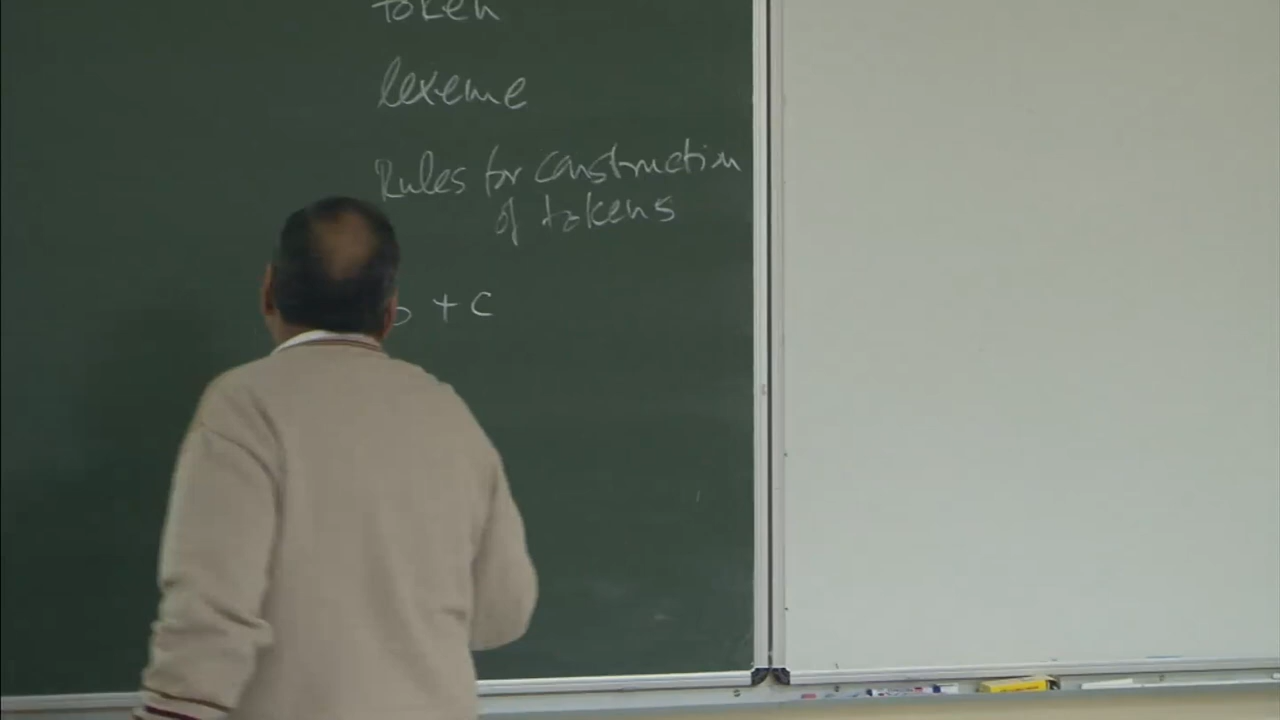 token
lexeme
Rules for construction
of tokens
+ c